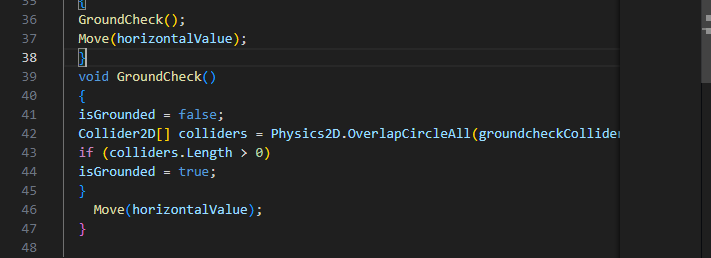 35 {
36 GroundCheck();
37 Move(horizontalValue);
38 }
39 void GroundCheck()
40 {
41 isGrounded = false;
42 Collider2D[] colliders = Physics2D.OverlapCircleAll(groundcheckCollider
43 if (colliders.Length > 0)
44 isGrounded = true;
45 }
46 Move(horizontalValue);
47 }
48